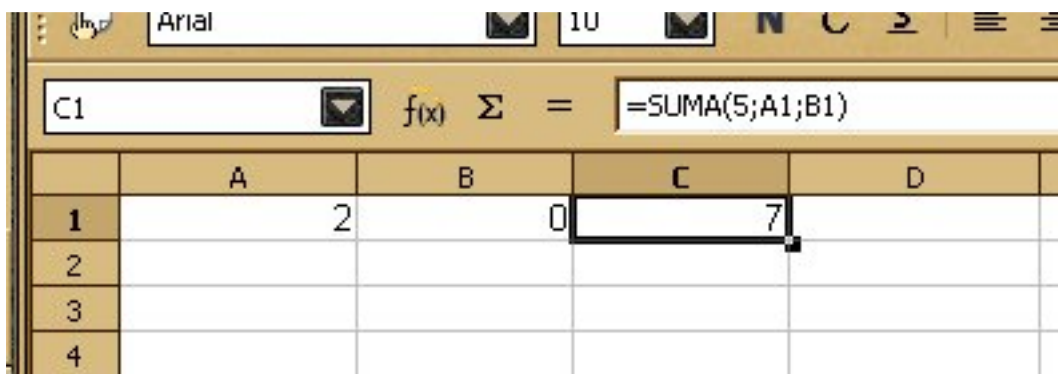 Arial 10 N C S
C1 f(x) Σ = =SUMA(5;A1;B1)
A B C D
1 2 0 7
2
3
4